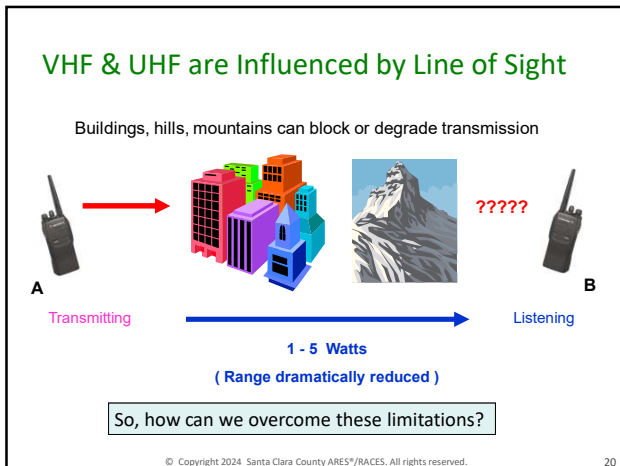 VHF & UHF are Influenced by Line of Sight
Buildings, hills, mountains can block or degrade transmission
?????
A
B
Transmitting
Listening
1 - 5 Watts
( Range dramatically reduced )
So, how can we overcome these limitations?
© Copyright 2024 Santa Clara County ARES®/RACES. All rights reserved.
20